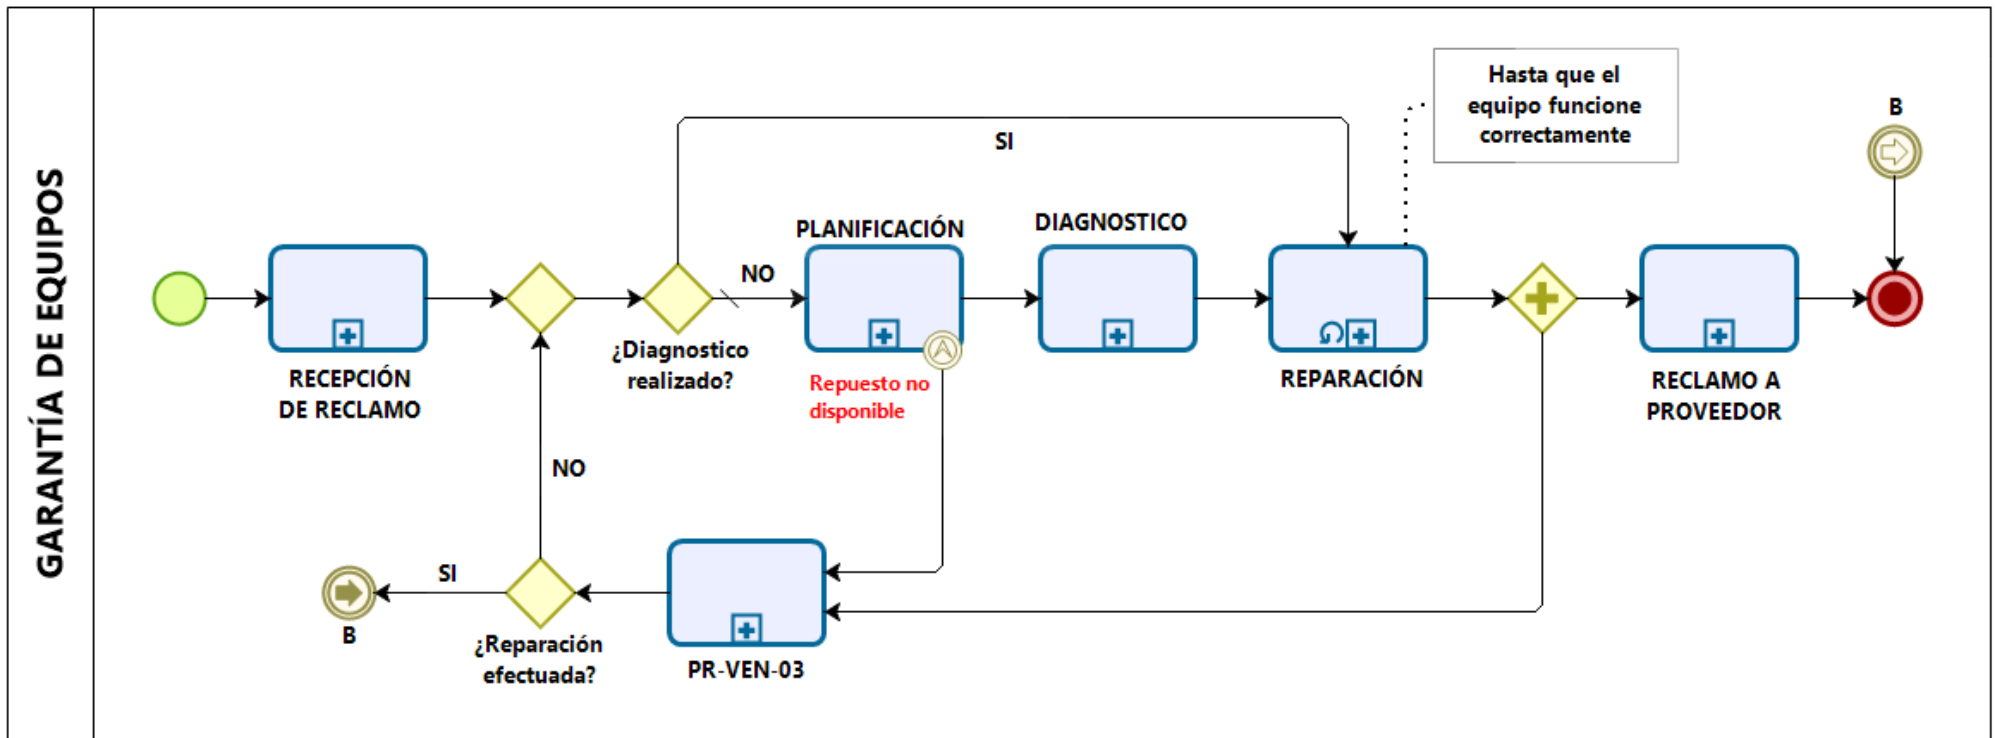 GARANTÍA DE EQUIPOS
Hasta que el
equipo funcione
correctamente
B
SI
PLANIFICACIÓN
DIAGNOSTICO
NO
¿Diagnostico
realizado?
RECEPCIÓN
DE RECLAMO
Repuesto no
disponible
REPARACIÓN
RECLAMO A
PROVEEDOR
NO
SI
B
¿Reparación
efectuada?
PR-VEN-03